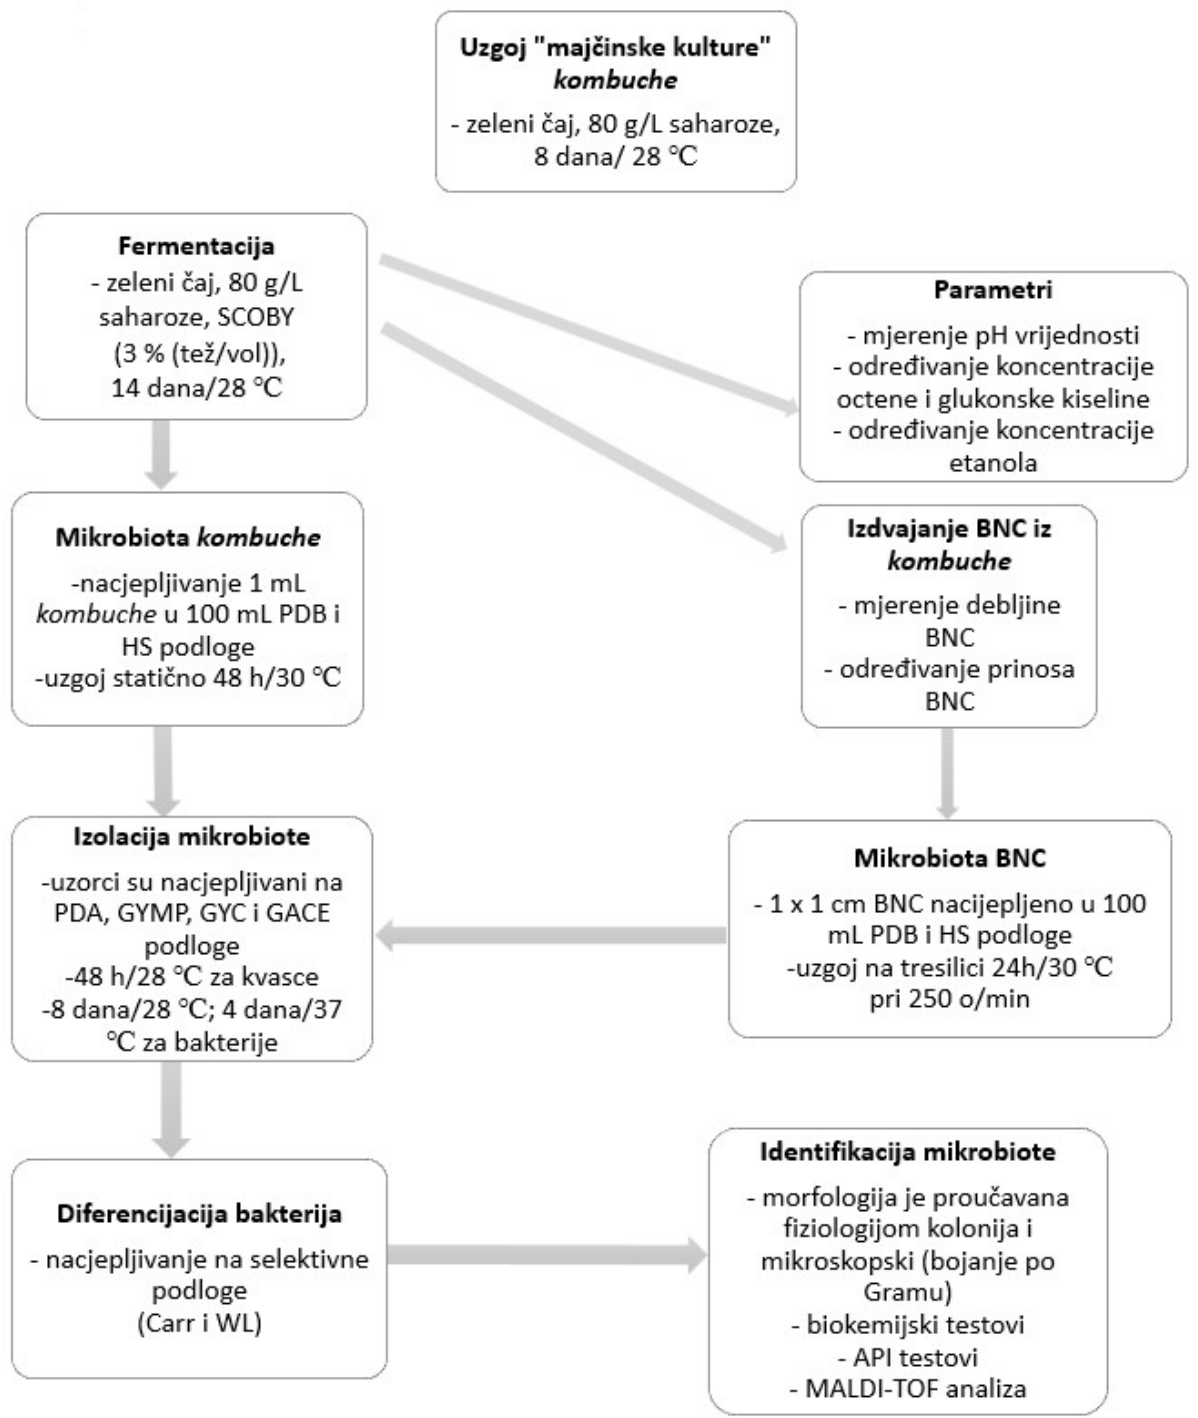 Uzgoj "majčinske kulture"
kombuche
- zeleni čaj, 80 g/L saharoze,
8 dana/ 28 °C
Fermentacija
- zeleni čaj, 80 g/L
saharoze, SCOBY
(3 % (tež/vol)),
14 dana/28 °C
Parametri
- mjerenje pH vrijednosti
- određivanje koncentracije
octene i glukonske kiseline
- određivanje koncentracije
etanola
Mikrobiota kombuche
-nacjepljivanje 1 mL
kombuche u 100 mL PDB i
HS podloge
-uzgoj statično 48 h/30 °C
Izdvajanje BNC iz
kombuche
- mjerenje debljine
BNC
- određivanje prinosa
BNC
Izolacija mikrobiote
-uzorci su nacjepljivani na
PDA, GYMP, GYC i GACE
podloge
-48 h/28 °C za kvasce
-8 dana/28 °C; 4 dana/37
°C za bakterije
Mikrobiota BNC
- 1 x 1 cm BNC nacijepljeno u 100
mL PDB i HS podloge
-uzgoj na tresilici 24h/30 °C
pri 250 o/min
Diferencijacija bakterija
- nacjepljivanje na selektivne
podloge
(Carr i WL)
Identifikacija mikrobiote
- morfologija je proučavana
fiziologijom kolonija i
mikroskopski (bojanje po
Gramu)
- biokemijski testovi
- API testovi
- MALDI-TOF analiza